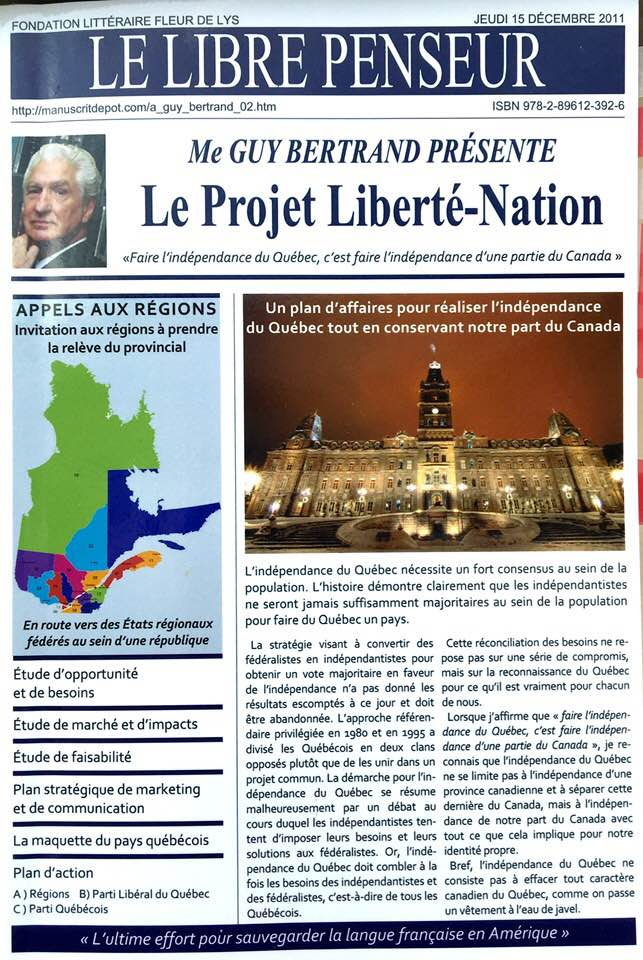 FONDATION LITTÉRAIRE FLEUR DE LYS
JEUDI 15 DÉCEMBRE 2011
LE LIBRE PENSEUR
http://manuscritdepot.com/a_guy_bertrand_02.htm
ISBN 978-2-89612-392-6
Me GUY BERTRAND PRÉSENTE
Le Projet Liberté-Nation
«Faire l'indépendance du Québec, c'est faire l'indépendance d'une partie du Canada »
APPELS AUX RÉGIONS
Invitation aux régions à prendre
la relève du provincial
En route vers des États régionaux
fédérés au sein d'une république
Étude d'opportunité
et de besoins
Étude de marché et d'impacts
Étude de faisabilité
Plan stratégique de marketing
et de communication
La maquette du pays québécois
Plan d'action
A ) Régions B) Parti Libéral du Québec
C ) Parti Québécois
Un plan d'affaires pour réaliser l'indépendance
du Québec tout en conservant notre part du Canada
L'indépendance du Québec nécessite un fort consensus au sein de la
population. L'histoire démontre clairement que les indépendantistes
ne seront jamais suffisamment majoritaires au sein de la population
pour faire du Québec un pays.
La stratégie visant à convertir des
fédéralistes en indépendantistes pour
obtenir un vote majoritaire en faveur
de l'indépendance n'a pas donné les
résultats escomptés à ce jour et doit
être abandonnée. L'approche référen-
daire privilégiée en 1980 et en 1995 a
divisé les Québécois en deux clans
opposés plutôt que de les unir dans un
projet commun. La démarche pour l'in-
dépendance du Québec se résume
malheureusement par un débat au
cours duquel les indépendantistes ten-
tent d'imposer leurs besoins et leurs
solutions aux fédéralistes. Or, l'indé-
pendance du Québec doit combler à la
fois les besoins des indépendantistes et
des fédéralistes, c'est-à-dire de tous les
Québécois.
Cette réconciliation des besoins ne re-
pose pas sur une série de compromis,
mais sur la reconnaissance du Québec
pour ce qu'il est vraiment pour chacun
de nous.
Lorsque j'affirme que « faire l'indépen-
dance du Québec, c'est faire l'indépen-
dance d'une partie du Canada », je re-
connais que l'indépendance du Québec
ne se limite pas à l'indépendance d'une
province canadienne et à séparer cette
dernière du Canada, mais à l'indépen-
dance de notre part du Canada avec
tout ce que cela implique pour notre
identité propre.
Bref, l'indépendance du Québec ne
consiste pas à effacer tout caractère
canadien du Québec, comme on passe
un vêtement à l'eau de javel.
« L'ultime effort pour sauvegarder la langue française en Amérique »